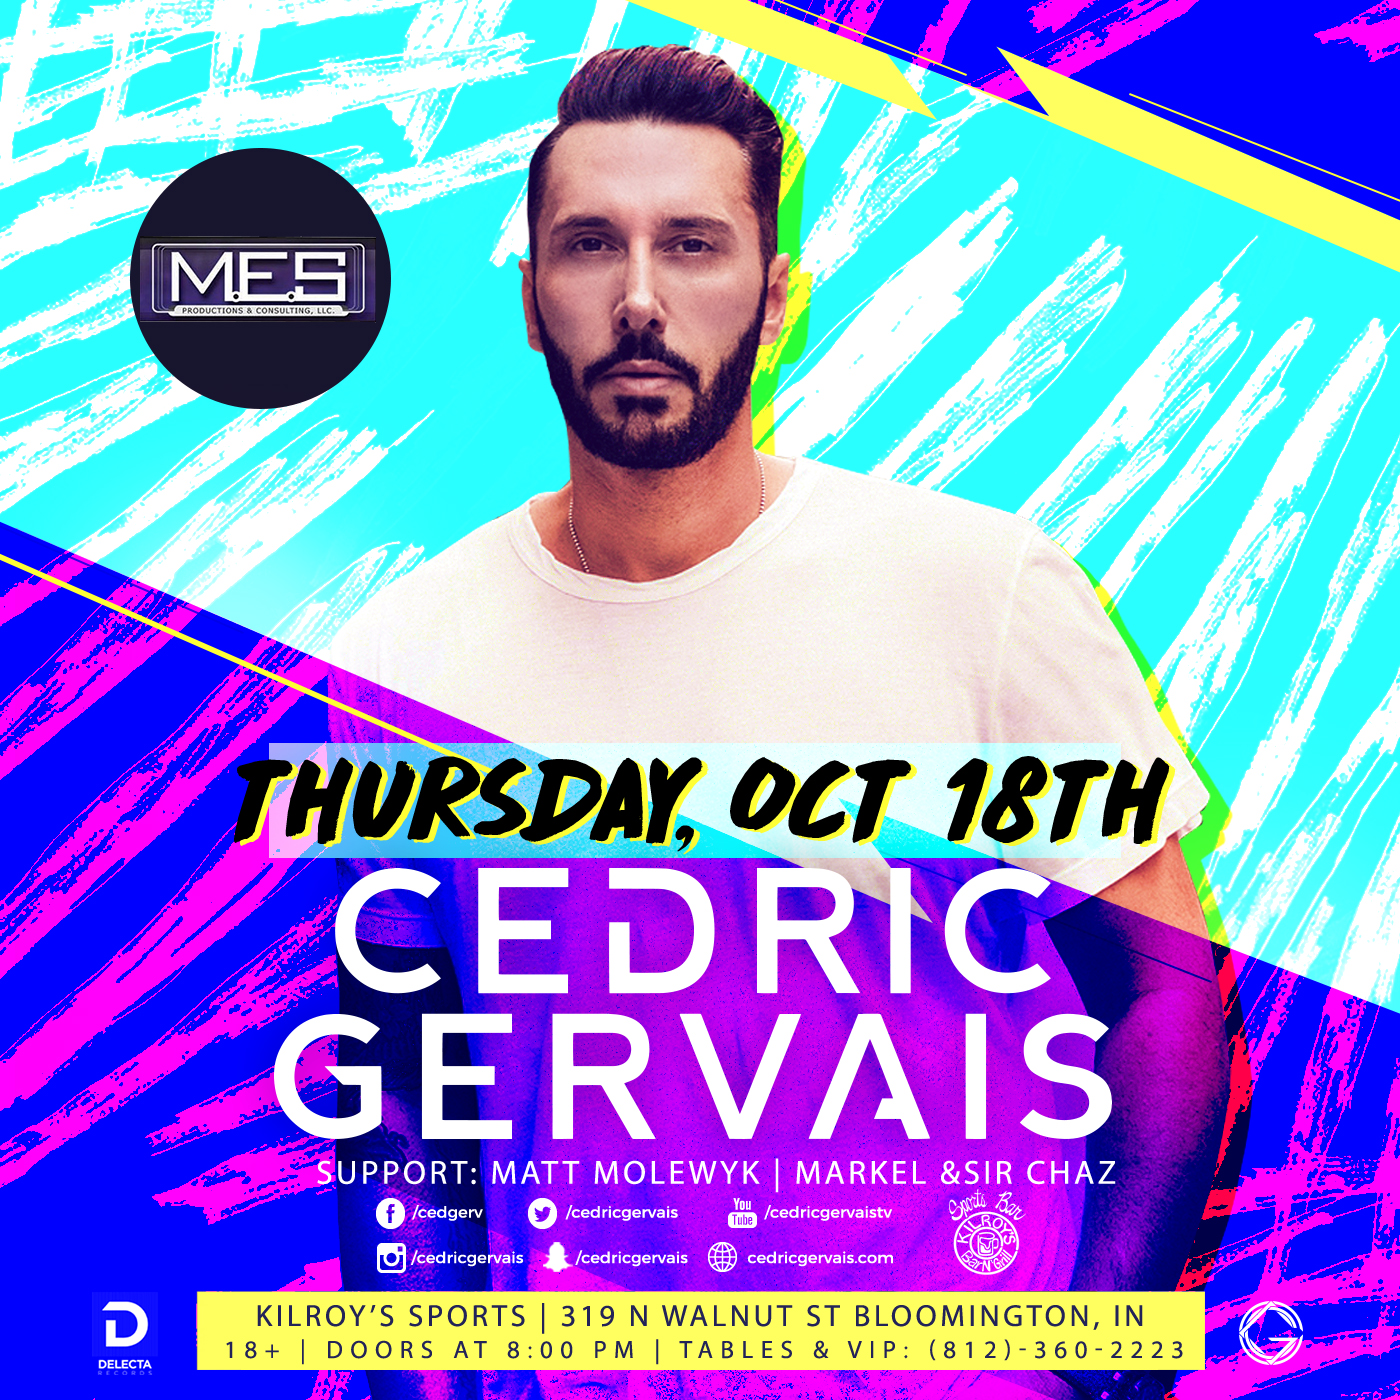 M.E.S
PRODUCTIONS & CONSULTING, LLC.
THURSDAY, OCT 18TH
CEDRIC
GERVAIS
SUPPORT: MATT MOLEWYK | MARKEL &SIR CHAZ
/cedgerv /cedricgervais You Tube /cedricgervaistv
/cedricgervais /cedricgervais cedricgervais.com
Sports Bar
KILROY'S
Bar N' Grill
KILROY'S SPORTS | 319 N WALNUT ST BLOOMINGTON, IN
18+ | DOORS AT 8:00 PM | TABLES & VIP: (812)-360-2223
D
DELECTA
RECORDS
G